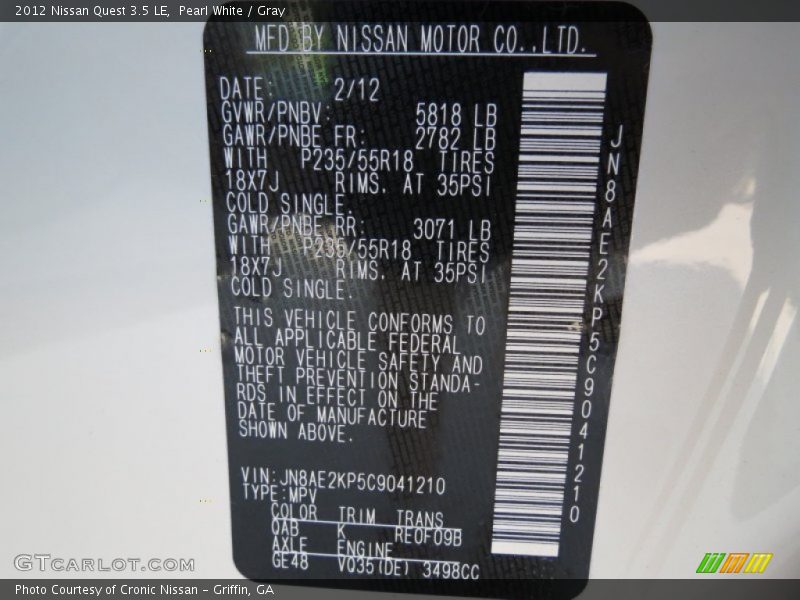 2012 Nissan Quest 3.5 LE, Pearl White / Gray
MFD BY NISSAN MOTOR CO.,LTD.
DATE: 2/12
GVWR/PNBV: 5818 LB
GAWR/PNBE FR: 2782 LB
WITH P235/55R18 TIRES
18X7J RIMS. AT 35PSI
COLD SINGLE.
GAWR/PNBE RR: 3071 LB
WITH P235/55R18 TIRES
18X7J RIMS. AT 35PSI
COLD SINGLE.
THIS VEHICLE CONFORMS TO
ALL APPLICABLE FEDERAL
MOTOR VEHICLE SAFETY AND
THEFT PREVENTION STANDA-
RDS IN EFFECT ON THE
DATE OF MANUFACTURE
SHOWN ABOVE.
VIN:JN8AE2KP5C9041210
TYPE:MPV
COLOR TRIM TRANS
QAB K RE0F09B
AXLE ENGINE
GE48 VQ35(DE) 3498CC
JN8AE2KP5C9041210
GTcarlot.com
Photo Courtesy of Cronic Nissan - Griffin, GA